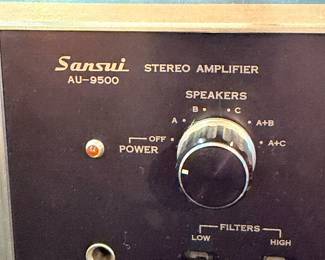 Sansui STEREO AMPLIFIER
AU-9500
SPEAKERS
B C
A A+B
OFF A+C
POWER
FILTERS
LOW HIGH